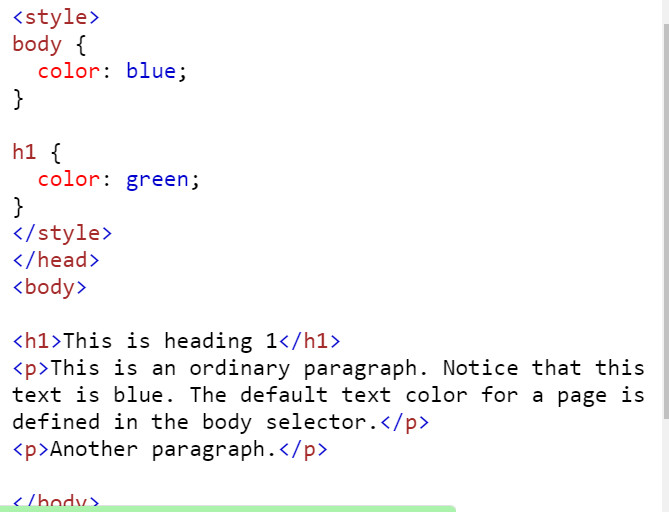 <style>
body {
  color: blue;
}
h1 {
  color: green;
}
</style>
</head>
<body>
<h1>This is heading 1</h1>
<p>This is an ordinary paragraph. Notice that this
text is blue. The default text color for a page is
defined in the body selector.</p>
<p>Another paragraph.</p>
</body>